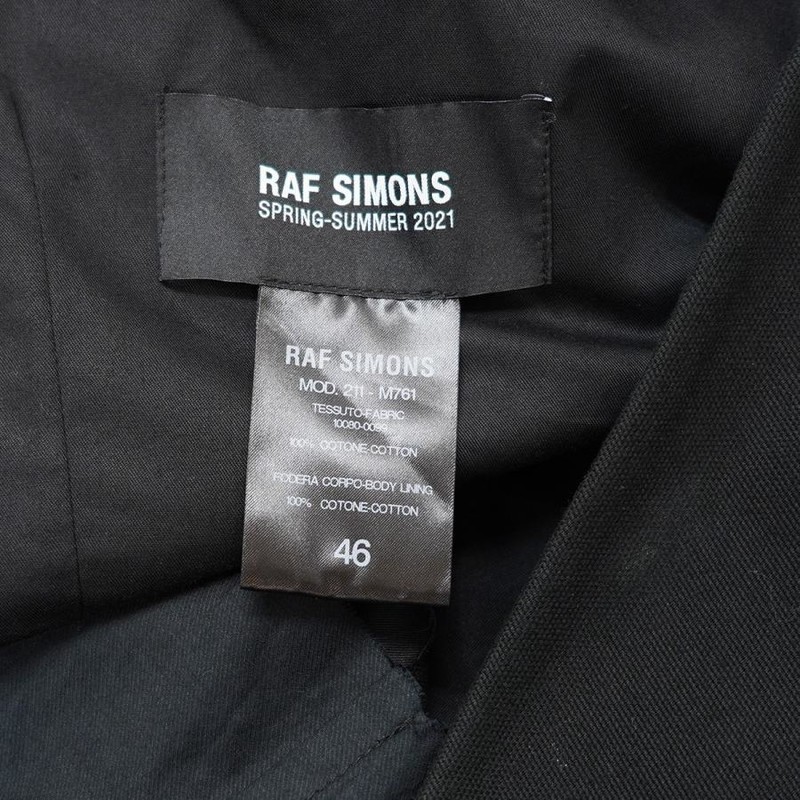 RAF SIMONS
SPRING-SUMMER 2021
RAF SIMONS
MOD. 211 - M761
TESSUTO-FABRIC
10080-0099
100% COTONE-COTTON
FODERA CORPO-BODY LINING
100% COTONE-COTTON
46